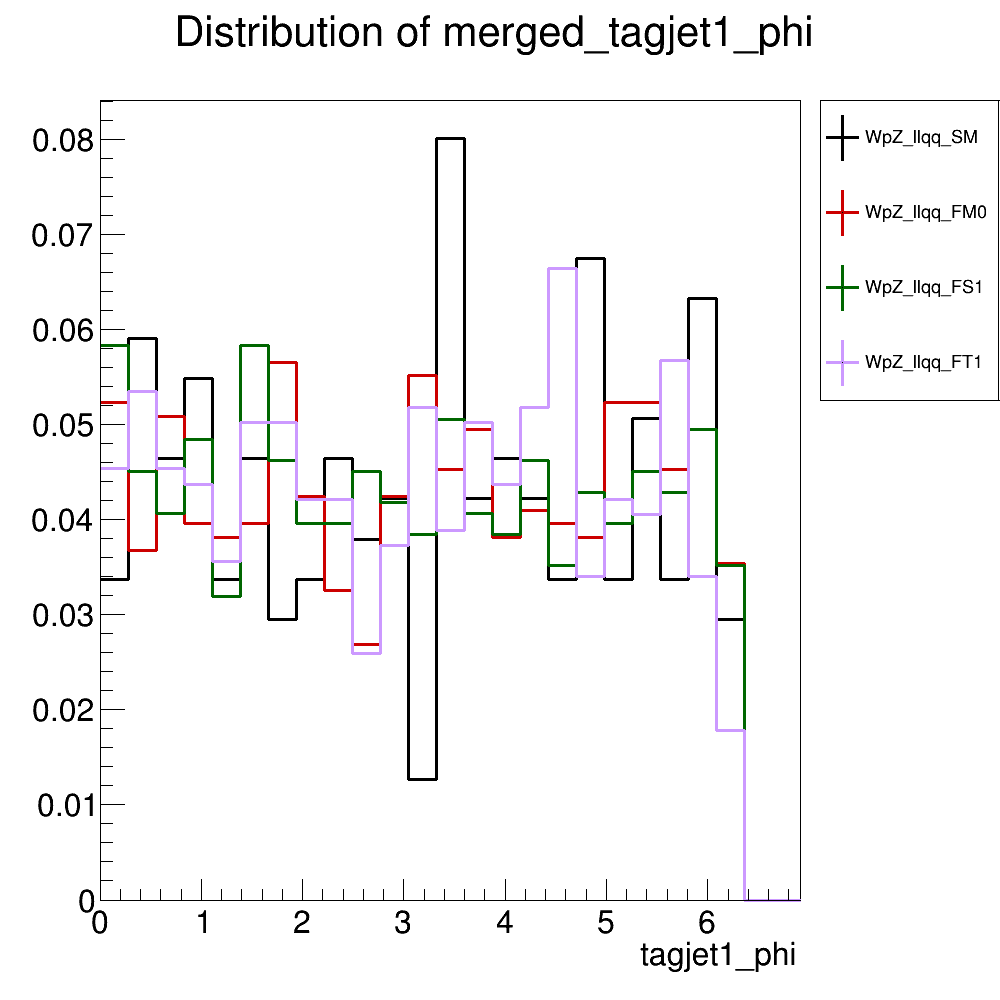 Distribution of merged_tagjet1_phi
0.08
0.07
0.06
0.05
0.04
0.03
0.02
0.01
0
0 1 2 3 4 5 6
tagjet1_phi
WpZ_llqq_SM
WpZ_llqq_FM0
WpZ_llqq_FS1
WpZ_llqq_FT1